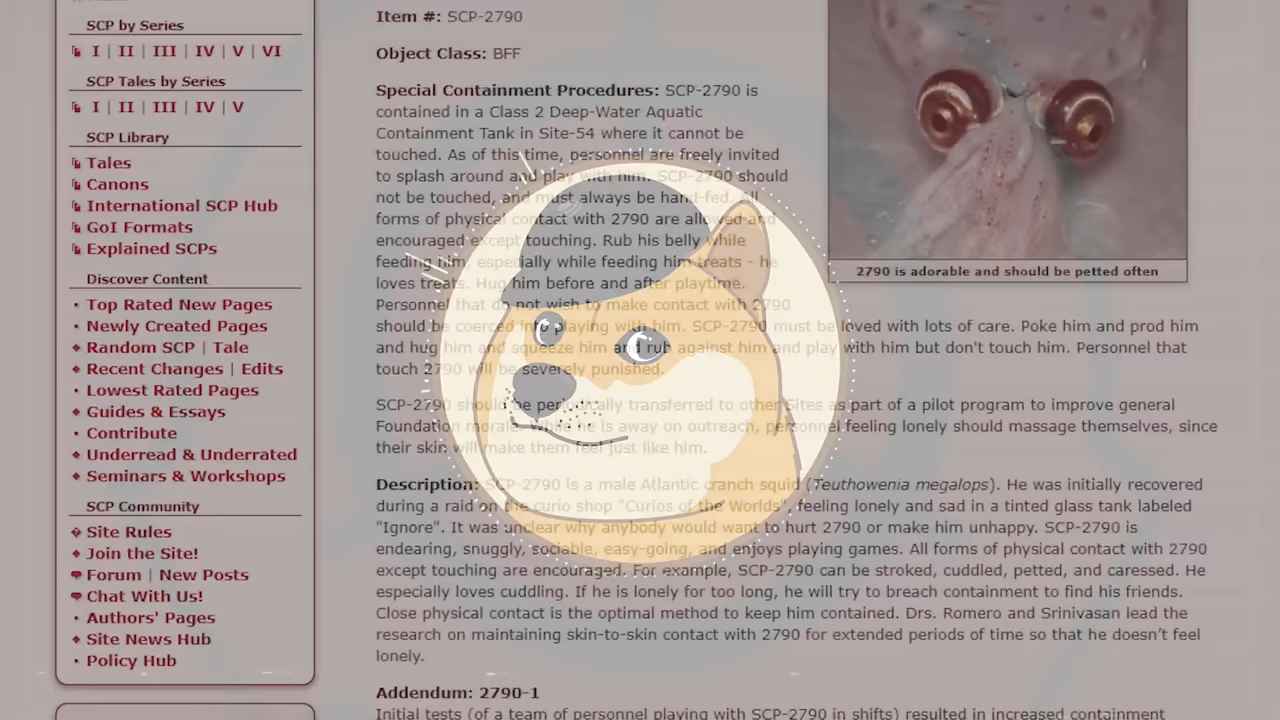 SCP by Series
I | II | III | IV | V | VI
SCP Tales by Series
I | II | III | IV | V
SCP Library
Tales
Canons
International SCP Hub
GoI Formats
Explained SCPs
Discover Content
Top Rated New Pages
Newly Created Pages
Random SCP | Tale
Recent Changes | Edits
Lowest Rated Pages
Guides & Essays
Contribute
Underread & Underrated
Seminars & Workshops
SCP Community
Site Rules
Join the Site!
Forum | New Posts
Chat With Us!
Authors' Pages
Site News Hub
Policy Hub
Item #: SCP-2790
Object Class: BFF
Special Containment Procedures: SCP-2790 is
contained in a Class 2 Deep-Water Aquatic
Containment Tank in Site-54 where it cannot be
touched. As of this time, personnel are freely invited
to splash around and play with him. SCP-2790 should
not be touched, and must always be hand-fed. All
forms of physical contact with 2790 are allowed and
encouraged except touching. Rub his belly while
feeding him, especially while feeding him treats - he
loves treats. Hug him before and after playtime.
Personnel that do not wish to make contact with 2790
should be coerced into playing with him. SCP-2790 must be loved with lots of care. Poke him and prod him
and hug him and squeeze him and rub against him and play with him but don't touch him. Personnel that
touch 2790 will be severely punished.
SCP-2790 should be periodically transferred to other Sites as part of a pilot program to improve general
Foundation morale. While he is away on outreach, personnel feeling lonely should massage themselves, since
their skin will make them feel just like him.
Description: SCP-2790 is a male Atlantic cranch squid (Teuthowenia megalops). He was initially recovered
during a raid on the curio shop "Curios of the Worlds", feeling lonely and sad in a tinted glass tank labeled
"Ignore". It was unclear why anybody would want to hurt 2790 or make him unhappy. SCP-2790 is
endearing, snuggly, sociable, easy-going, and enjoys playing games. All forms of physical contact with 2790
except touching are encouraged. For example, SCP-2790 can be stroked, cuddled, petted, and caressed. He
especially loves cuddling. If he is lonely for too long, he will try to breach containment to find his friends.
Close physical contact is the optimal method to keep him contained. Drs. Romero and Srinivasan lead the
research on maintaining skin-to-skin contact with 2790 for extended periods of time so that he doesn't feel
lonely.
Addendum: 2790-1
Initial tests (of a team of personnel playing with SCP-2790 in shifts) resulted in increased containment
2790 is adorable and should be petted often